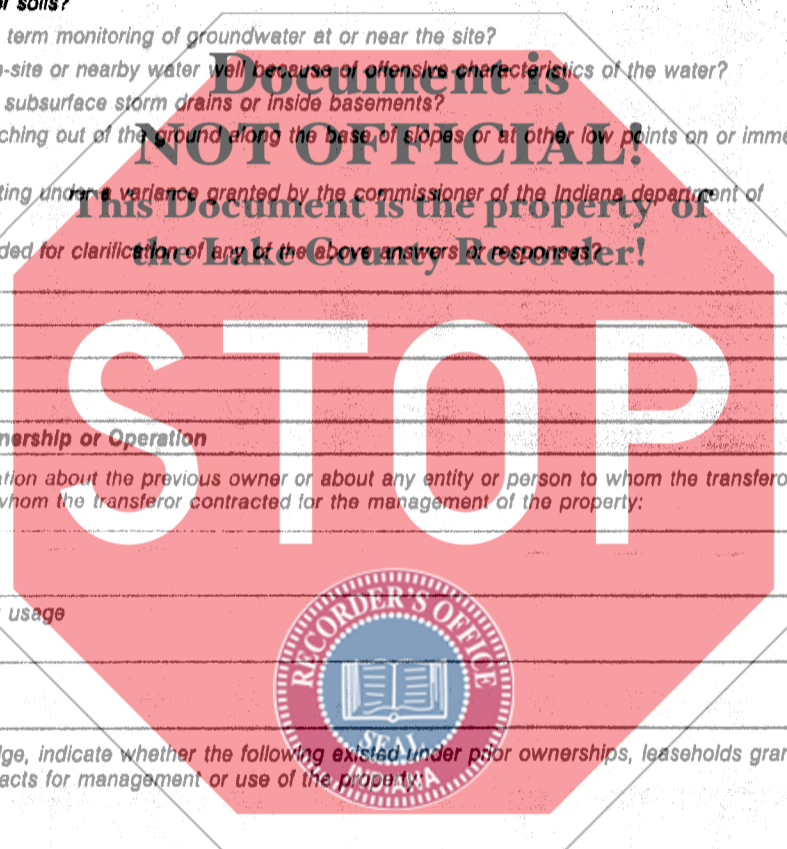 or soils?
term monitoring of groundwater at or near the site?
-site or nearby water well because of offensive characteristics of the water?
subsurface storm drains or inside basements?
ching out of the ground along the base of slopes or at other low points on or imme
ting under a variance granted by the commissioner of the Indiana department of
ded for clarification of any of the above answers or responses?
Document is
NOT OFFICIAL!
This Document is the property of
the Lake County Recorder!
STOP
nership or Operation
ation about the previous owner or about any entity or person to whom the transfero
whom the transferor contracted for the management of the property:
usage
RECORDER'S OFFICE
SEAL
INDIANA
dge, indicate whether the following existed under prior ownerships, leaseholds gran
acts for management or use of the property: